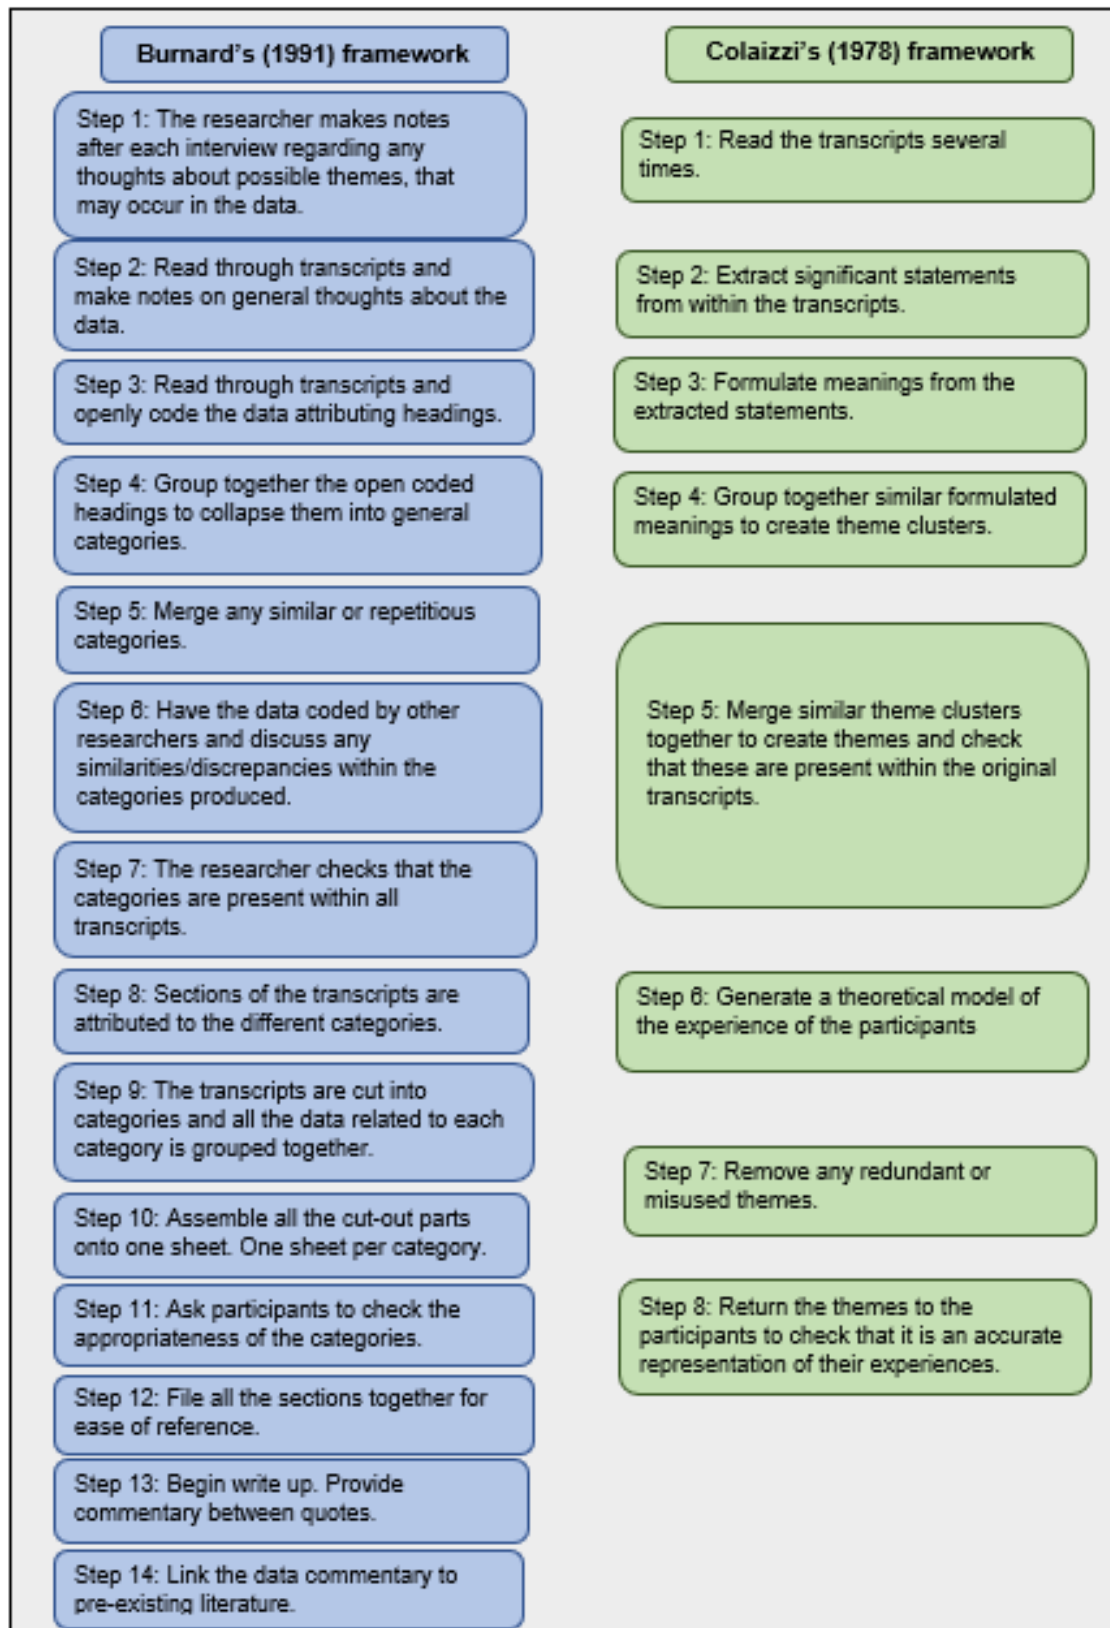 Burnard's (1991) framework
Step 1: The researcher makes notes
after each interview regarding any
thoughts about possible themes, that
may occur in the data.
Step 2: Read through transcripts and
make notes on general thoughts about the
data.
Step 3: Read through transcripts and
openly code the data attributing headings.
Step 4: Group together the open coded
headings to collapse them into general
categories.
Step 5: Merge any similar or repetitious
categories.
Step 6: Have the data coded by other
researchers and discuss any
similarities/discrepancies within the
categories produced.
Step 7: The researcher checks that the
categories are present within all
transcripts.
Step 8: Sections of the transcripts are
attributed to the different categories.
Step 9: The transcripts are cut into
categories and all the data related to each
category is grouped together.
Step 10: Assemble all the cut-out parts
onto one sheet. One sheet per category.
Step 11: Ask participants to check the
appropriateness of the categories.
Step 12: File all the sections together for
ease of reference.
Step 13: Begin write up. Provide
commentary between quotes.
Step 14: Link the data commentary to
pre-existing literature.
Colaizzi's (1978) framework
Step 1: Read the transcripts several
times.
Step 2: Extract significant statements
from within the transcripts.
Step 3: Formulate meanings from the
extracted statements.
Step 4: Group together similar formulated
meanings to create theme clusters.
Step 5: Merge similar theme clusters
together to create themes and check
that these are present within the original
transcripts.
Step 6: Generate a theoretical model of
the experience of the participants
Step 7: Remove any redundant or
misused themes.
Step 8: Return the themes to the
participants to check that it is an accurate
representation of their experiences.